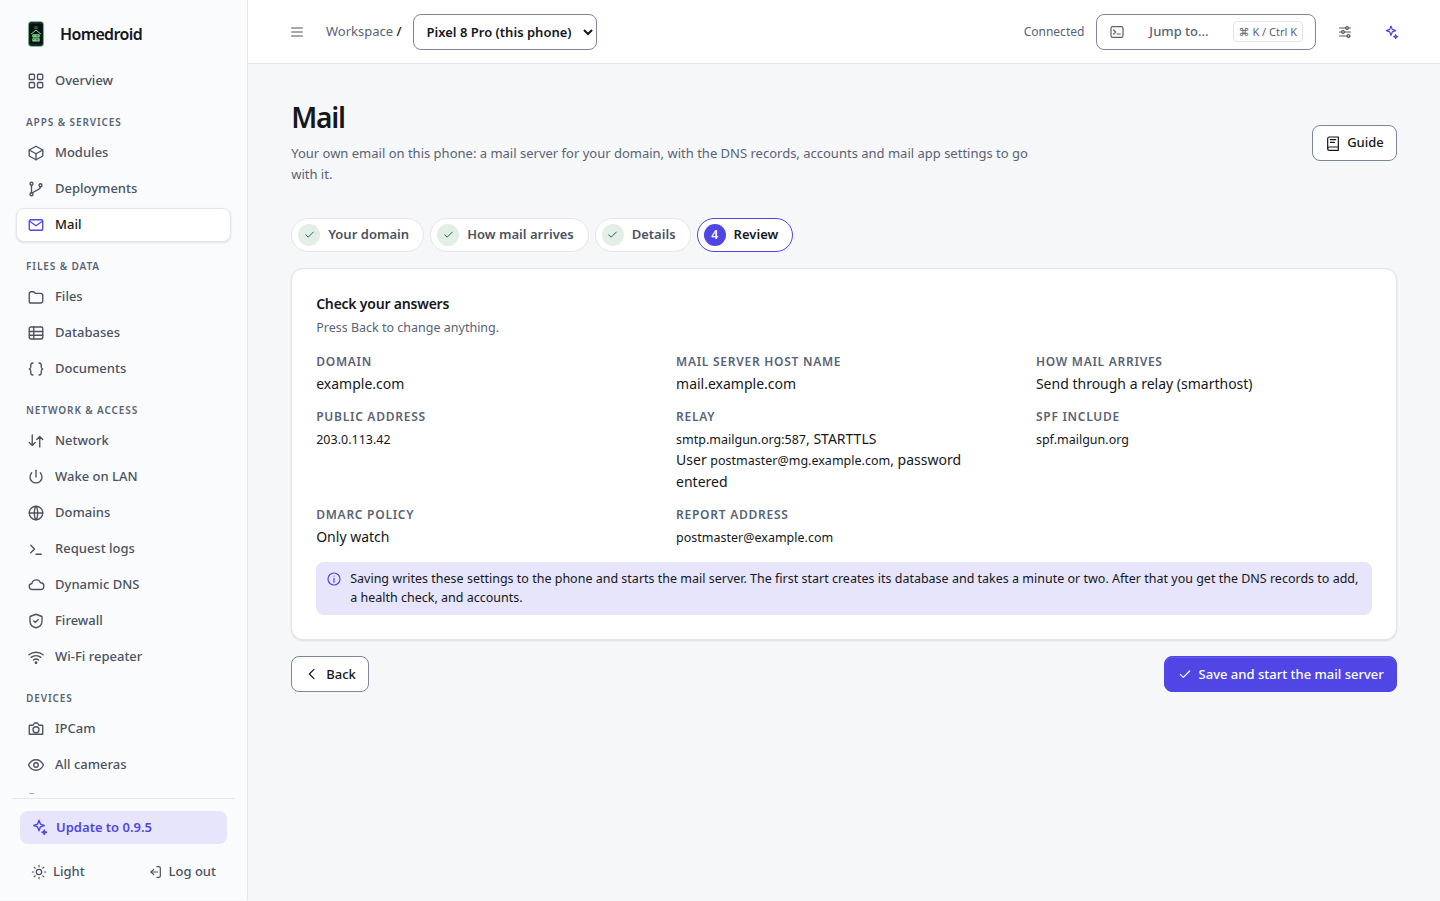 Homedroid
Overview
APPS & SERVICES
Modules
Deployments
Mail
FILES & DATA
Files
Databases
Documents
NETWORK & ACCESS
Network
Wake on LAN
Domains
Request logs
Dynamic DNS
Firewall
Wi-Fi repeater
DEVICES
IPCam
All cameras
Update to 0.9.5
Light
Log out
Workspace /
Pixel 8 Pro (this phone)
Connected
Jump to...
⌘ K / Ctrl K
Mail
Your own email on this phone: a mail server for your domain, with the DNS records, accounts and mail app settings to go
with it.
Guide
Your domain
How mail arrives
Details
4 Review
Check your answers
Press Back to change anything.
DOMAIN
example.com
MAIL SERVER HOST NAME
mail.example.com
HOW MAIL ARRIVES
Send through a relay (smarthost)
PUBLIC ADDRESS
203.0.113.42
RELAY
smtp.mailgun.org:587, STARTTLS
User postmaster@mg.example.com, password
entered
SPF INCLUDE
spf.mailgun.org
DMARC POLICY
Only watch
REPORT ADDRESS
postmaster@example.com
Saving writes these settings to the phone and starts the mail server. The first start creates its database and takes a minute or two. After that you get the DNS records to add,
a health check, and accounts.
Back
Save and start the mail server